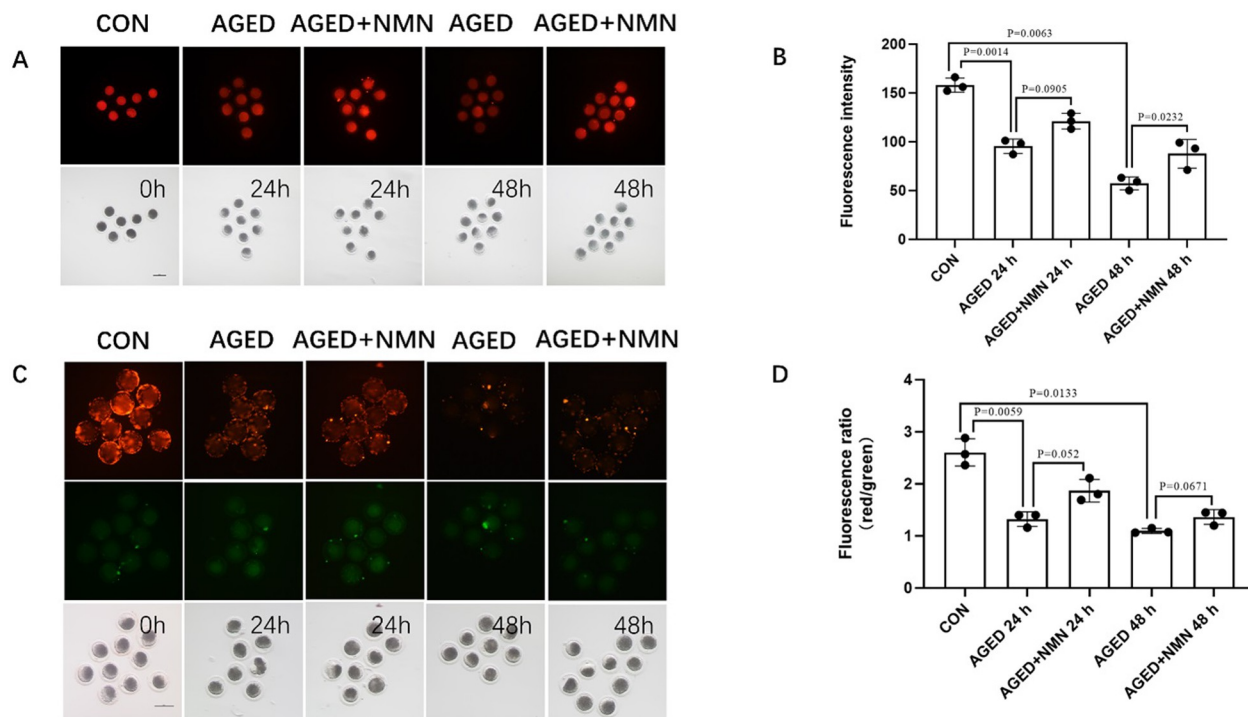 A
CON AGED AGED+NMN AGED AGED+NMN
0h 24h 24h 48h 48h
B
Fluorescence intensity
200
150
100
50
0
P=0.0063
P=0.0014
P=0.0905
P=0.0232
CON AGED 24 h AGED+NMN 24 h AGED 48 h AGED+NMN 48 h
C
CON AGED AGED+NMN AGED AGED+NMN
0h 24h 24h 48h 48h
D
Fluorescence ratio
(red/green)
4
3
2
1
0
P=0.0133
P=0.0059
P=0.052
P=0.0671
CON AGED 24 h AGED+NMN 24 h AGED 48 h AGED+NMN 48 h